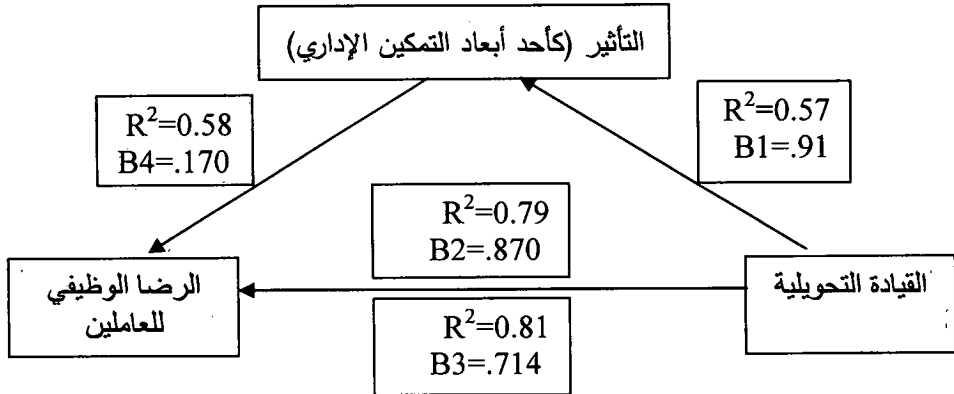 التأثير (كأحد أبعاد التمكين الإداري)
R²=0.57
B1=.91
R²=0.58
B4=.170
R²=0.79
B2=.870
القيادة التحويلية
الرضا الوظيفي
للعاملين
R²=0.81
B3=.714